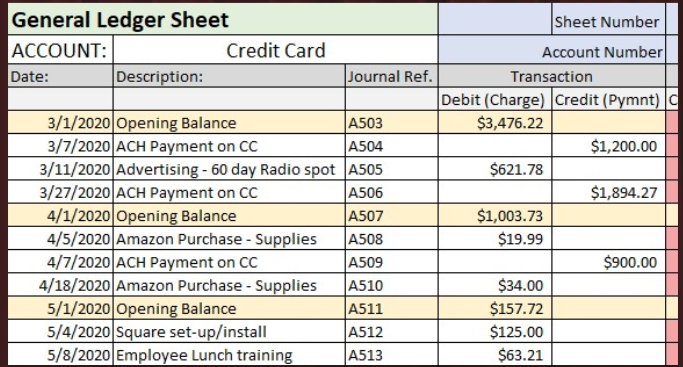 General Ledger Sheet Sheet Number
ACCOUNT: Credit Card Account Number
Date: Description: Journal Ref. Transaction
Debit (Charge) Credit (Pymnt) C
3/1/2020 Opening Balance A503 $3,476.22
3/7/2020 ACH Payment on CC A504 $1,200.00
3/11/2020 Advertising - 60 day Radio spot A505 $621.78
3/27/2020 ACH Payment on CC A506 $1,894.27
4/1/2020 Opening Balance A507 $1,003.73
4/5/2020 Amazon Purchase - Supplies A508 $19.99
4/7/2020 ACH Payment on CC A509 $900.00
4/18/2020 Amazon Purchase - Supplies A510 $34.00
5/1/2020 Opening Balance A511 $157.72
5/4/2020 Square set-up/install A512 $125.00
5/8/2020 Employee Lunch training A513 $63.21